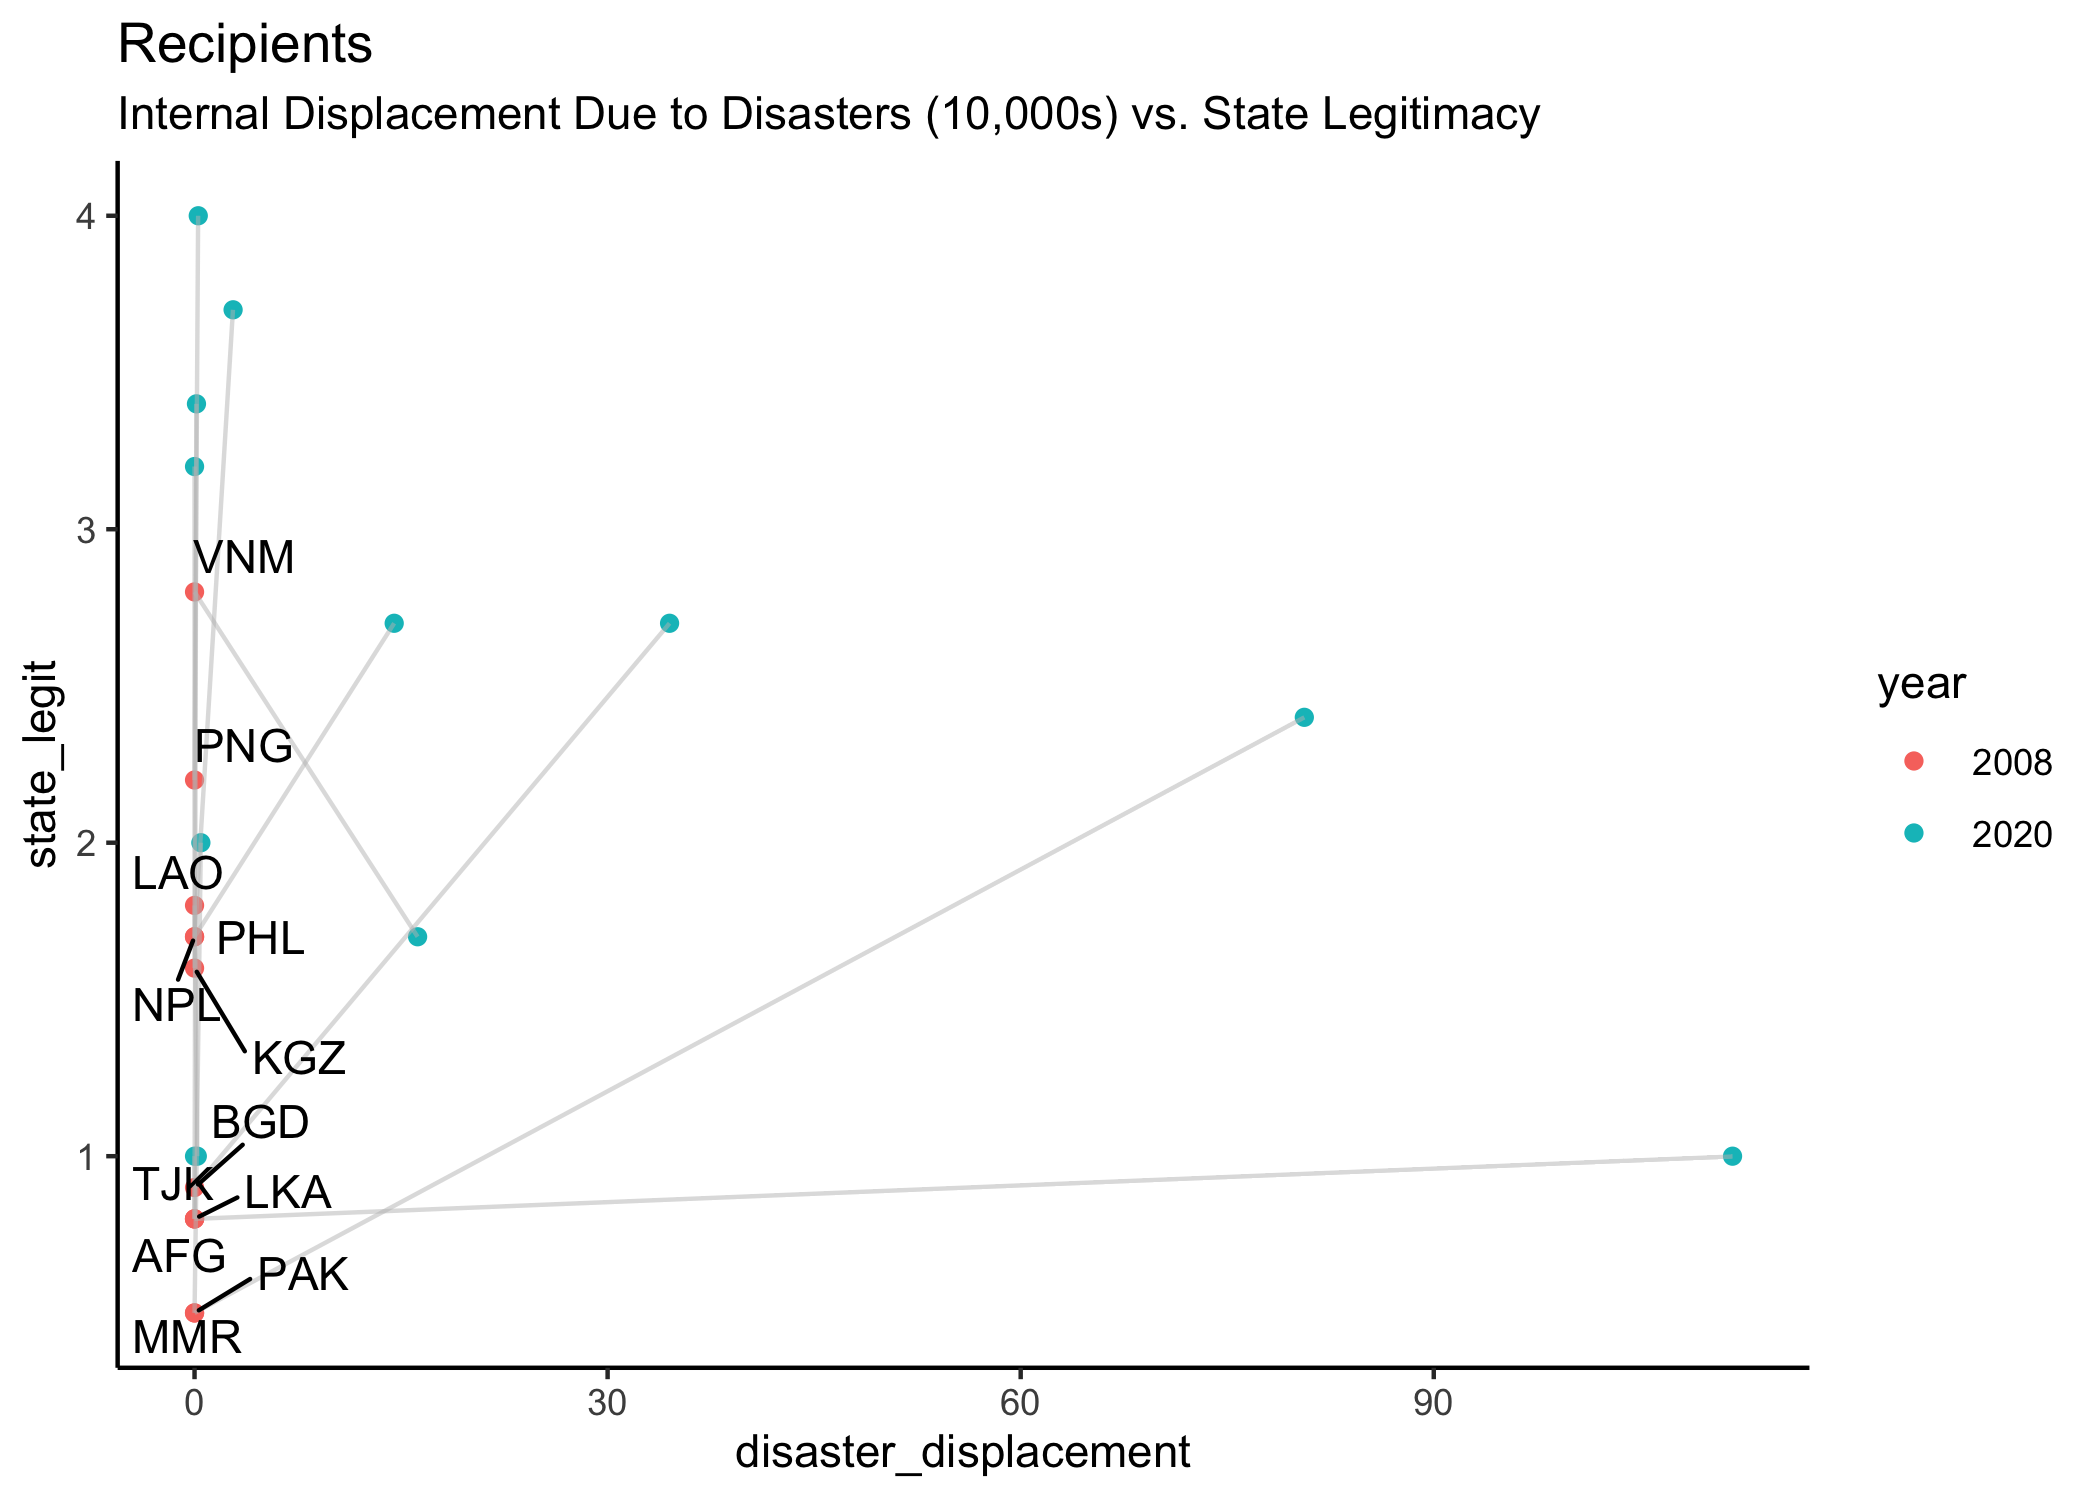 Recipients
Internal Displacement Due to Disasters (10,000s) vs. State Legitimacy
state_legit
4
3
2
1
VNM
PNG
LAO
PHL
NPL
KGZ
BGD
TJK
LKA
AFG
PAK
MMR
0
30
60
90
disaster_displacement
year
2008
2020